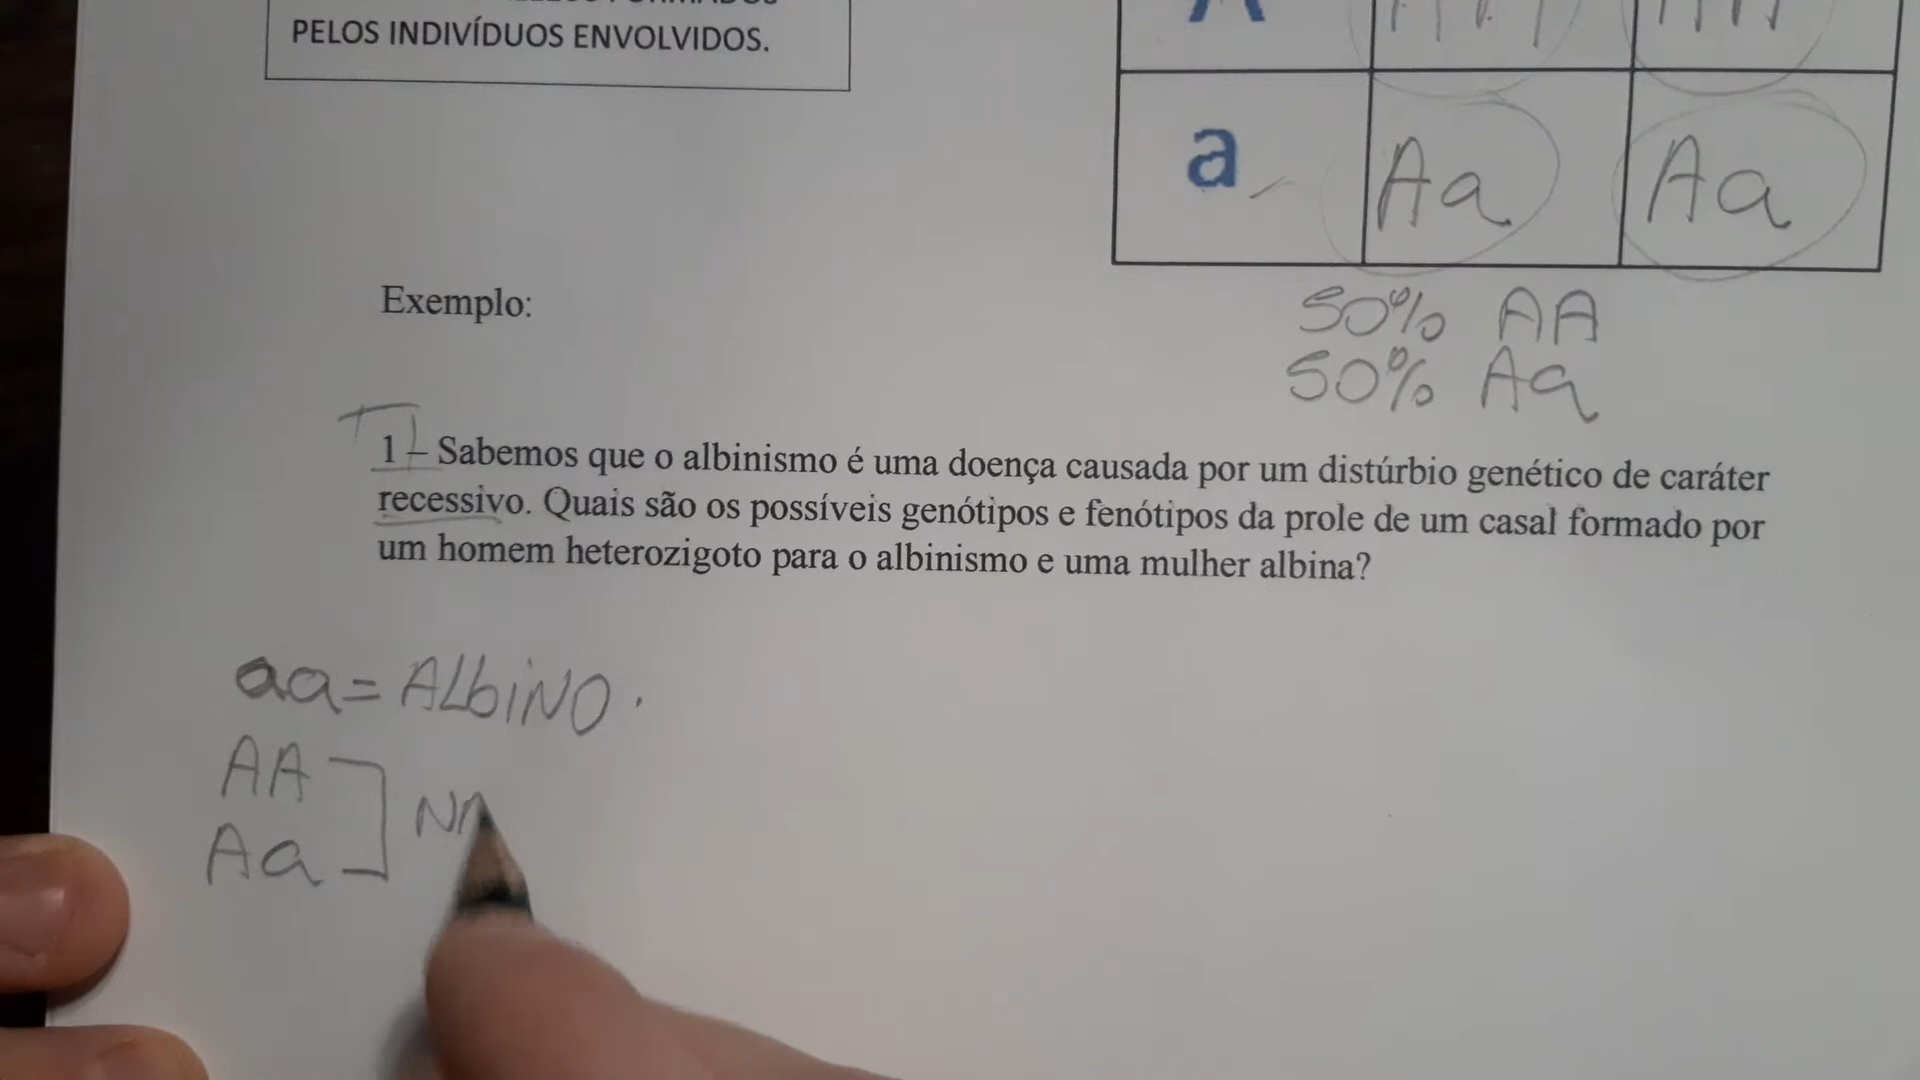 PELOS INDIVÍDUOS ENVOLVIDOS.
a Aa Aa
50% AA
50% Aa
Exemplo:
1 – Sabemos que o albinismo é uma doença causada por um distúrbio genético de caráter
recessivo. Quais são os possíveis genótipos e fenótipos da prole de um casal formado por
um homem heterozigoto para o albinismo e uma mulher albina?
aa = ALbiNO.
AA
Aa